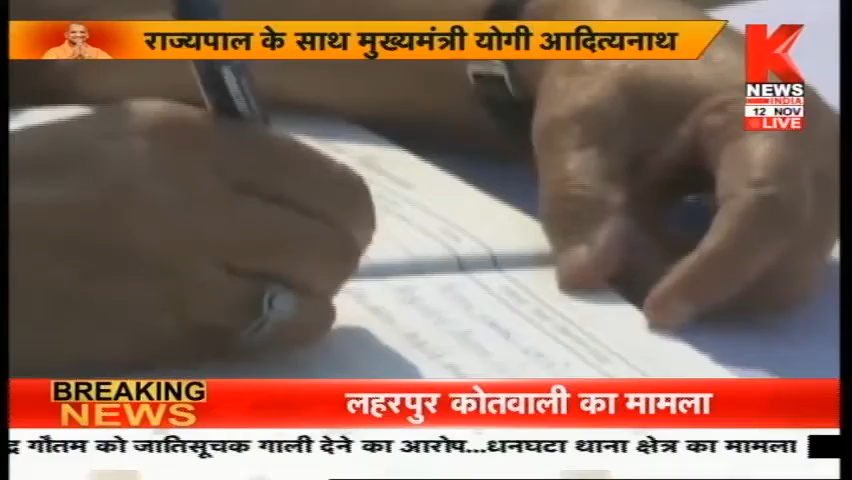 राज्यपाल के साथ मुख्यमंत्री योगी आदित्यनाथ
K
NEWS
INDIA
12 NOV
LIVE
BREAKING
NEWS
लहरपुर कोतवाली का मामला
द्र गौतम को जातिसूचक गाली देने का आरोप...धनघटा थाना क्षेत्र का मामला